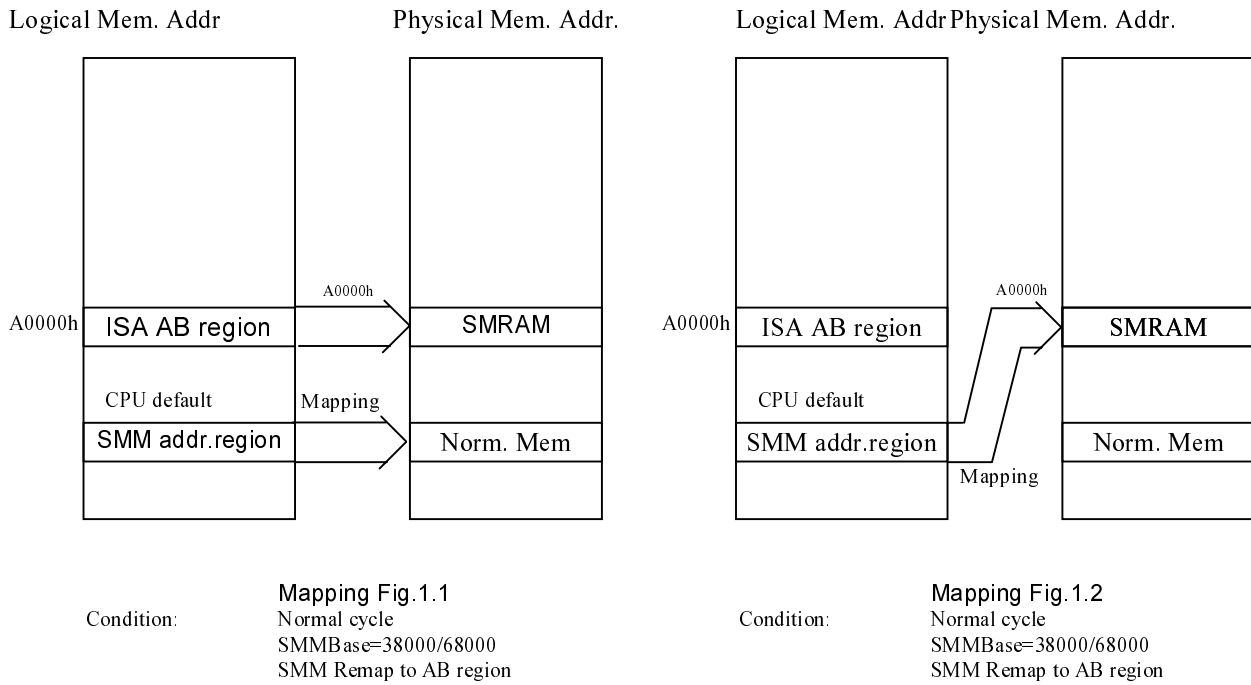 Logical Mem. Addr
Physical Mem. Addr.
A0000h
A0000h
ISA AB region
SMRAM
CPU default
Mapping
SMM addr.region
Norm. Mem
Mapping Fig.1.1
Condition:
Normal cycle
SMMBase=38000/68000
SMM Remap to AB region
Logical Mem. Addr
Physical Mem. Addr.
A0000h
A0000h
ISA AB region
SMRAM
CPU default
SMM addr.region
Norm. Mem
Mapping
Mapping Fig.1.2
Condition:
Normal cycle
SMMBase=38000/68000
SMM Remap to AB region